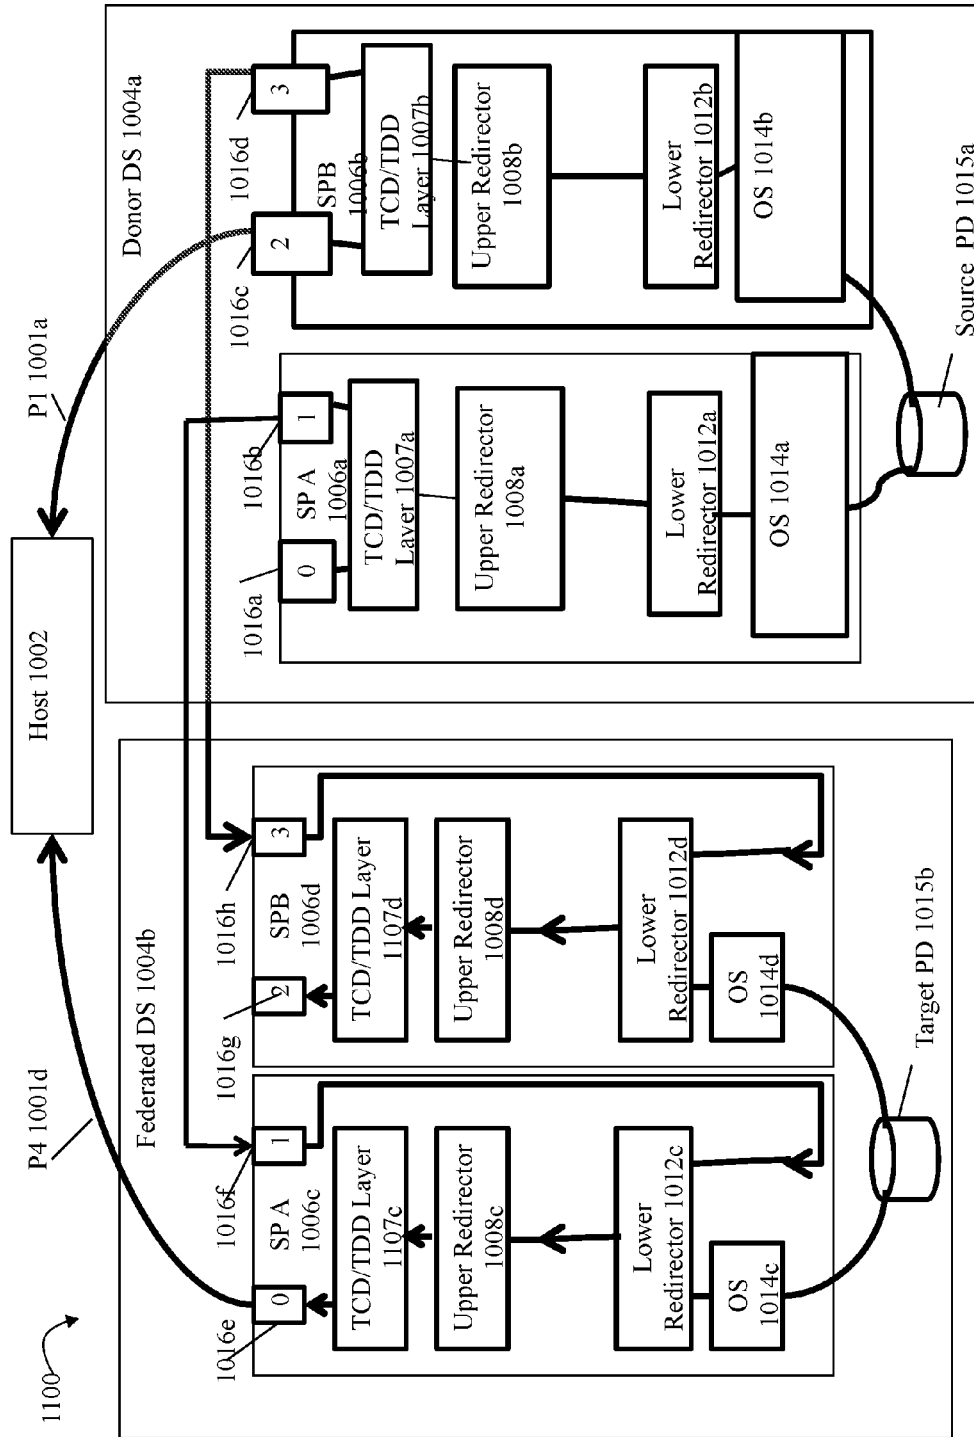 1100
P4 1001d
Host 1002
P1 1001a
Federated DS 1004b
Donor DS 1004a
1016e
1016f
1016g
1016h
1016a
1016b
1016c
1016d
0
SP A
1006c
1
2
SPB
1006d
3
0
SP A
1006a
1
2
SPB
1006b
3
TCD/TDD Layer
1107c
TCD/TDD Layer
1107d
TCD/TDD
Layer 1007a
TCD/TDD
Layer 1007b
Upper Redirector
1008c
Upper Redirector
1008d
Upper Redirector
1008a
Upper Redirector
1008b
Lower
Redirector 1012c
Lower
Redirector 1012d
Lower
Redirector 1012a
Lower
Redirector 1012b
OS
1014c
OS
1014d
OS 1014a
OS 1014b
Target PD 1015b
Source PD 1015a